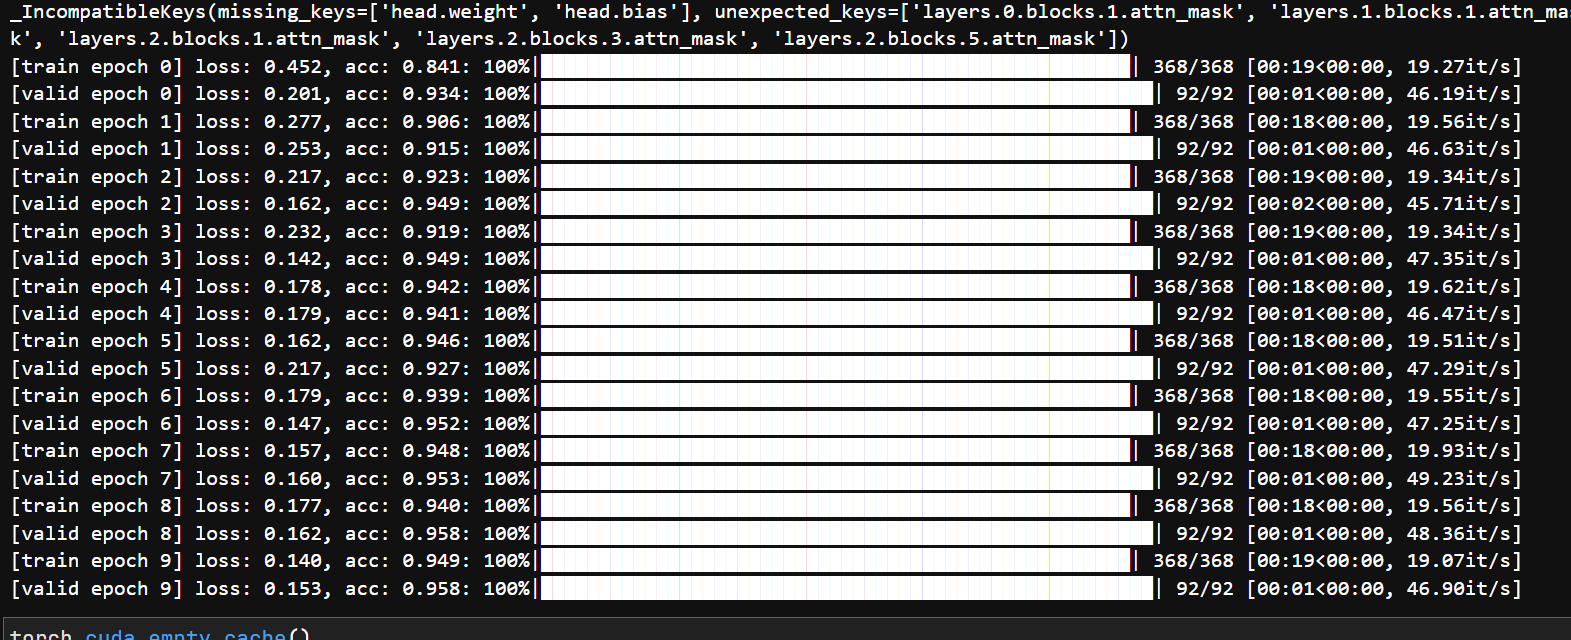 _IncompatibleKeys(missing_keys=['head.weight', 'head.bias'], unexpected_keys=['layers.0.blocks.1.attn_mask', 'layers.1.blocks.1.attn_mas
k', 'layers.2.blocks.1.attn_mask', 'layers.2.blocks.3.attn_mask', 'layers.2.blocks.5.attn_mask'])
[train epoch 0] loss: 0.452, acc: 0.841: 100%|██████████| 368/368 [00:19<00:00, 19.27it/s]
[valid epoch 0] loss: 0.201, acc: 0.934: 100%|██████████| 92/92 [00:01<00:00, 46.19it/s]
[train epoch 1] loss: 0.277, acc: 0.906: 100%|██████████| 368/368 [00:18<00:00, 19.56it/s]
[valid epoch 1] loss: 0.253, acc: 0.915: 100%|██████████| 92/92 [00:01<00:00, 46.63it/s]
[train epoch 2] loss: 0.217, acc: 0.923: 100%|██████████| 368/368 [00:19<00:00, 19.34it/s]
[valid epoch 2] loss: 0.162, acc: 0.949: 100%|██████████| 92/92 [00:02<00:00, 45.71it/s]
[train epoch 3] loss: 0.232, acc: 0.919: 100%|██████████| 368/368 [00:19<00:00, 19.34it/s]
[valid epoch 3] loss: 0.142, acc: 0.949: 100%|██████████| 92/92 [00:01<00:00, 47.35it/s]
[train epoch 4] loss: 0.178, acc: 0.942: 100%|██████████| 368/368 [00:18<00:00, 19.62it/s]
[valid epoch 4] loss: 0.179, acc: 0.941: 100%|██████████| 92/92 [00:01<00:00, 46.47it/s]
[train epoch 5] loss: 0.162, acc: 0.946: 100%|██████████| 368/368 [00:18<00:00, 19.51it/s]
[valid epoch 5] loss: 0.217, acc: 0.927: 100%|██████████| 92/92 [00:01<00:00, 47.29it/s]
[train epoch 6] loss: 0.179, acc: 0.939: 100%|██████████| 368/368 [00:18<00:00, 19.55it/s]
[valid epoch 6] loss: 0.147, acc: 0.952: 100%|██████████| 92/92 [00:01<00:00, 47.25it/s]
[train epoch 7] loss: 0.157, acc: 0.948: 100%|██████████| 368/368 [00:18<00:00, 19.93it/s]
[valid epoch 7] loss: 0.160, acc: 0.953: 100%|██████████| 92/92 [00:01<00:00, 49.23it/s]
[train epoch 8] loss: 0.177, acc: 0.940: 100%|██████████| 368/368 [00:18<00:00, 19.56it/s]
[valid epoch 8] loss: 0.162, acc: 0.958: 100%|██████████| 92/92 [00:01<00:00, 48.36it/s]
[train epoch 9] loss: 0.140, acc: 0.949: 100%|██████████| 368/368 [00:19<00:00, 19.07it/s]
[valid epoch 9] loss: 0.153, acc: 0.958: 100%|██████████| 92/92 [00:01<00:00, 46.90it/s]
torch.cuda.empty_cache()